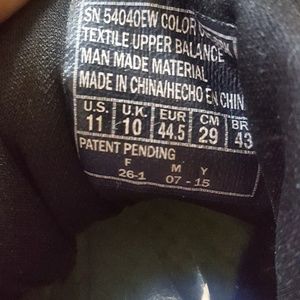 SN 54040EW COLOR
TEXTILE UPPER BALANCE
MAN MADE MATERIAL
MADE IN CHINA/HECHO EN CHIN
U.S. U.K. EUR CM BR
11 10 44.5 29 43
PATENT PENDING
F M Y
26-1 07 - 15